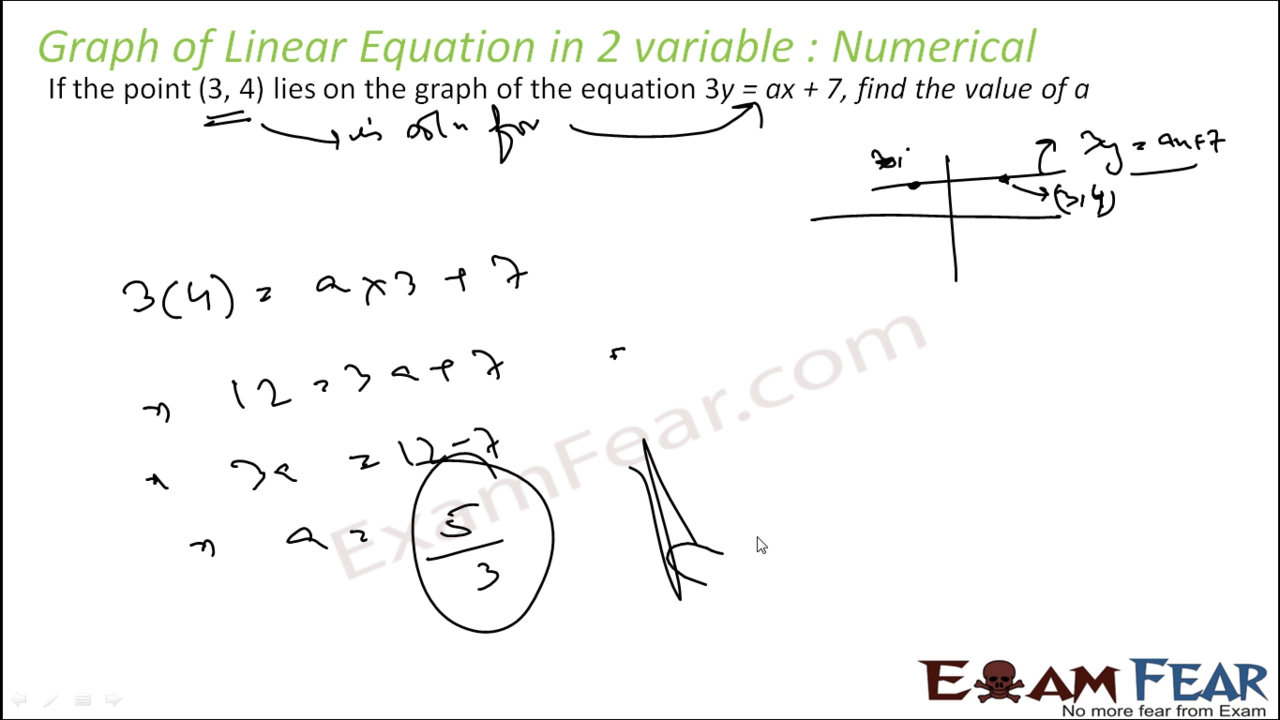 Graph of Linear Equation in 2 variable : Numerical
If the point (3, 4) lies on the graph of the equation 3y = ax + 7, find the value of a
is soln for
3y = ax+7
(3,4)
3(4) = a x 3 + 7
⇒ 12 = 3a + 7
⇒ 3a = 12 - 7
⇒ a = 5/3
ExamFear.com
EXAM FEAR
No more fear from Exam